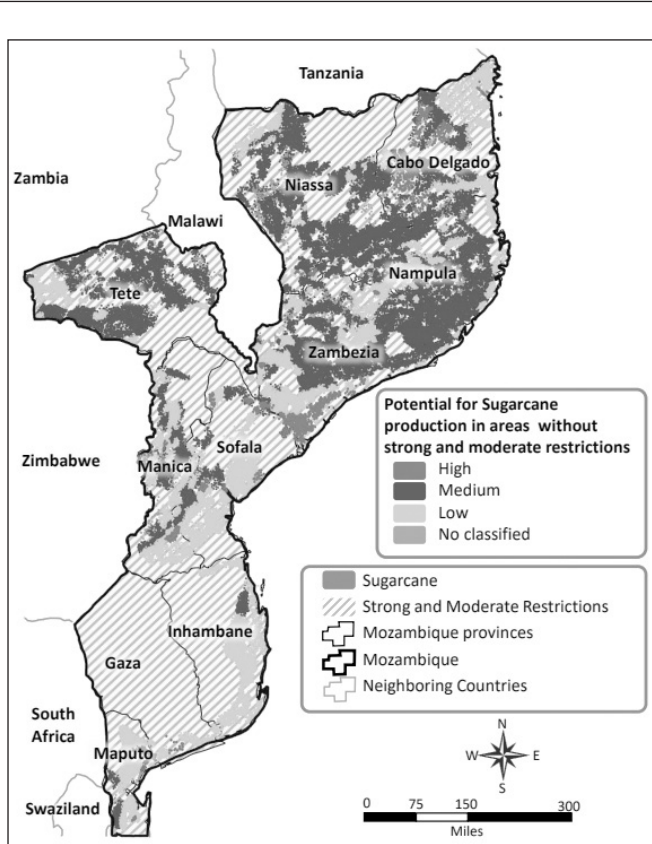 Tanzania
Cabo Delgado
Zambia
Niassa
Malawi
Nampula
Tete
Zambezia
Potential for Sugarcane
production in areas without
strong and moderate restrictions
High
Medium
Low
No classified
Sofala
Zimbabwe
Manica
Sugarcane
Strong and Moderate Restrictions
Mozambique provinces
Mozambique
Neighboring Countries
Inhambane
Gaza
South
Africa
Maputo
Swaziland
N
W E
S
0 75 150 300
Miles